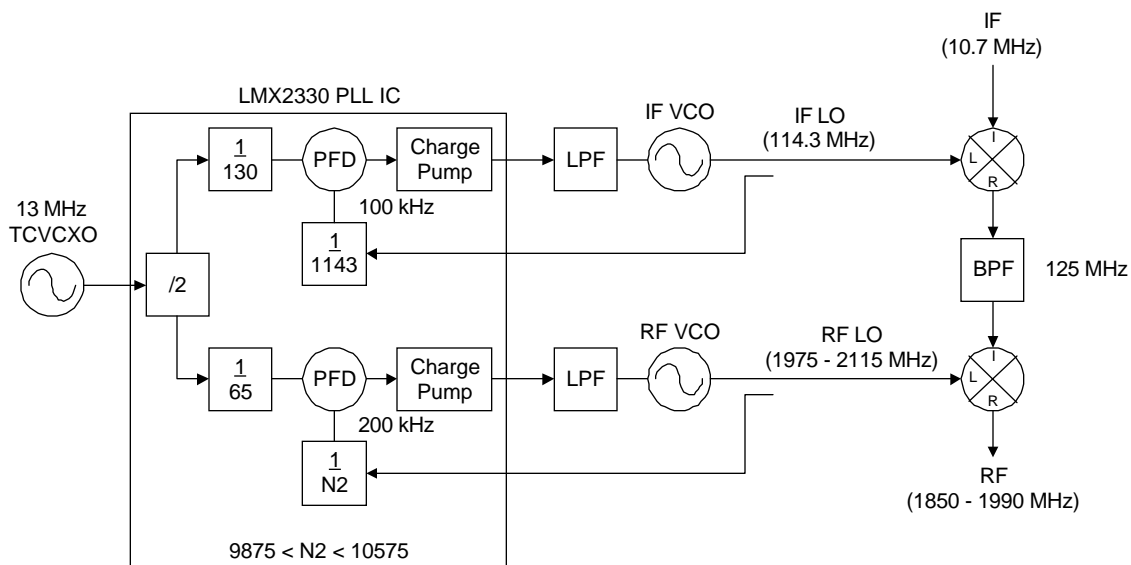 IF
(10.7 MHz)
LMX2330 PLL IC
IF VCO
IF LO
(114.3 MHz)
1
130
PFD
Charge
Pump
LPF
I
L
R
100 kHz
13 MHz
TCVCXO
1
1143
/2
BPF
125 MHz
RF VCO
RF LO
(1975 - 2115 MHz)
1
65
PFD
Charge
Pump
LPF
I
L
R
200 kHz
1
N2
RF
(1850 - 1990 MHz)
9875 < N2 < 10575